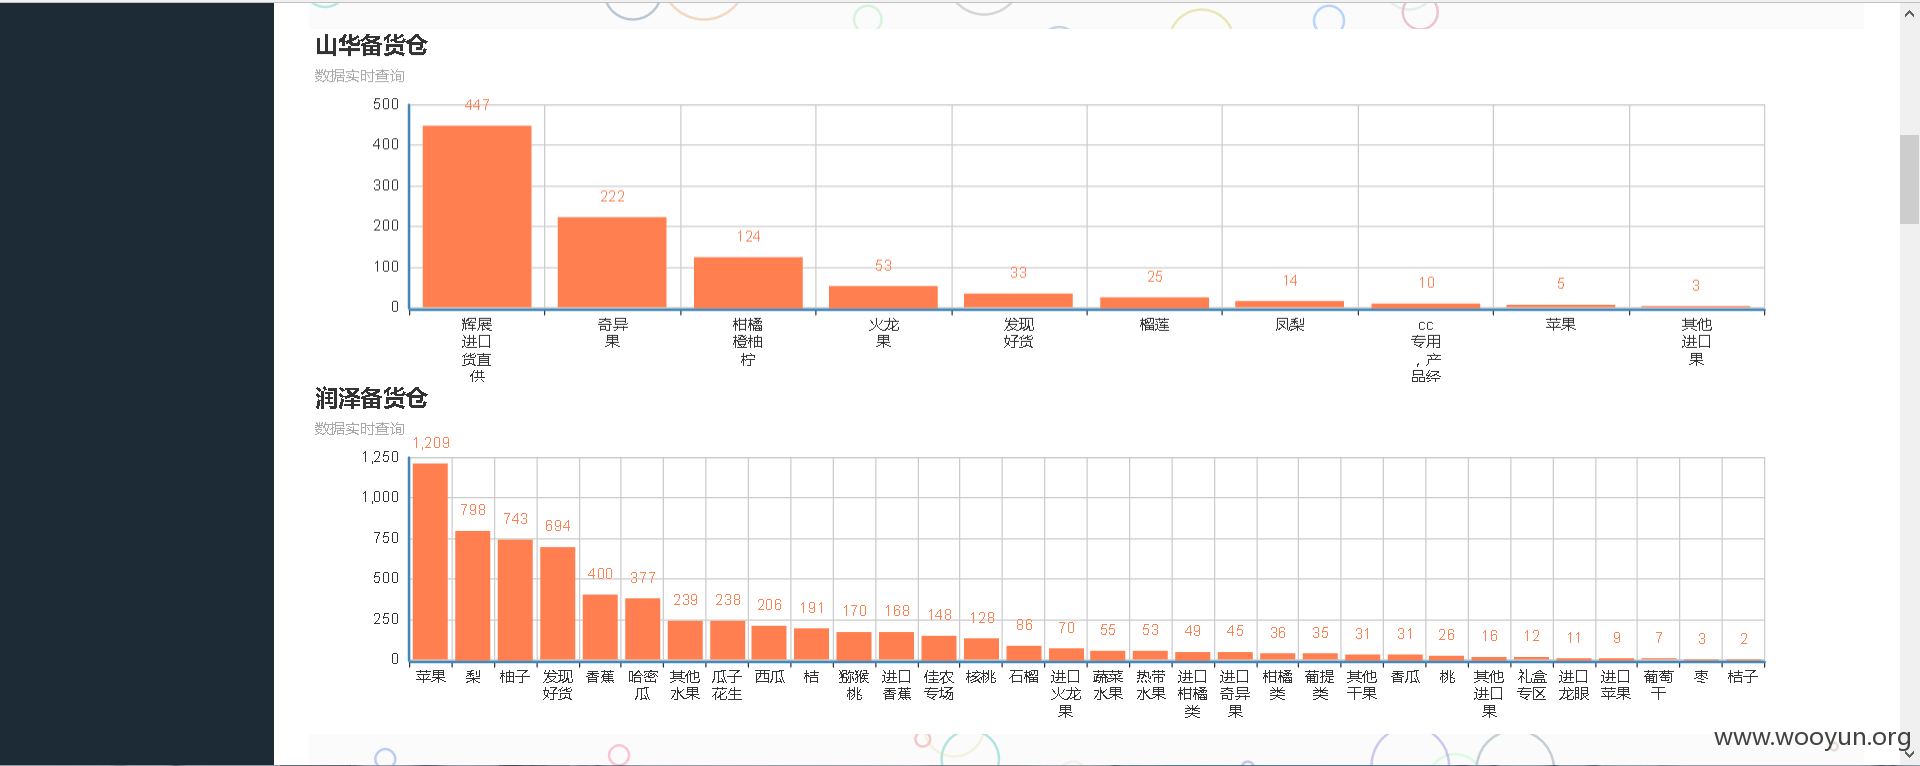 山华备货仓
数据实时查询
500
400
300
200
100
0
447
222
124
53
33
25
14
10
5
3
辉展
进口
货直
供
奇异
果
柑橘
橙柚
柠
火龙
果
发现
好货
榴莲
凤梨
cc
专用
，产
品经
苹果
其他
进口
果
润泽备货仓
数据实时查询
1,250
1,000
750
500
250
0
1,209
798
743
694
400
377
239
238
206
191
170
168
148
128
86
70
55
53
49
45
36
35
31
31
26
16
12
11
9
7
3
2
苹果
梨
柚子
发现
好货
香蕉
哈密
瓜
其他
水果
瓜子
花生
西瓜
桔
猕猴
桃
进口
香蕉
佳农
专场
核桃
石榴
进口
火龙
果
蔬菜
水果
热带
水果
进口
柑橘
类
进口
奇异
果
柑橘
类
葡提
类
其他
干果
香瓜
桃
其他
进口
果
礼盒
专区
进口
龙眼
进口
苹果
葡萄
干
枣
桔子
www.wooyun.org